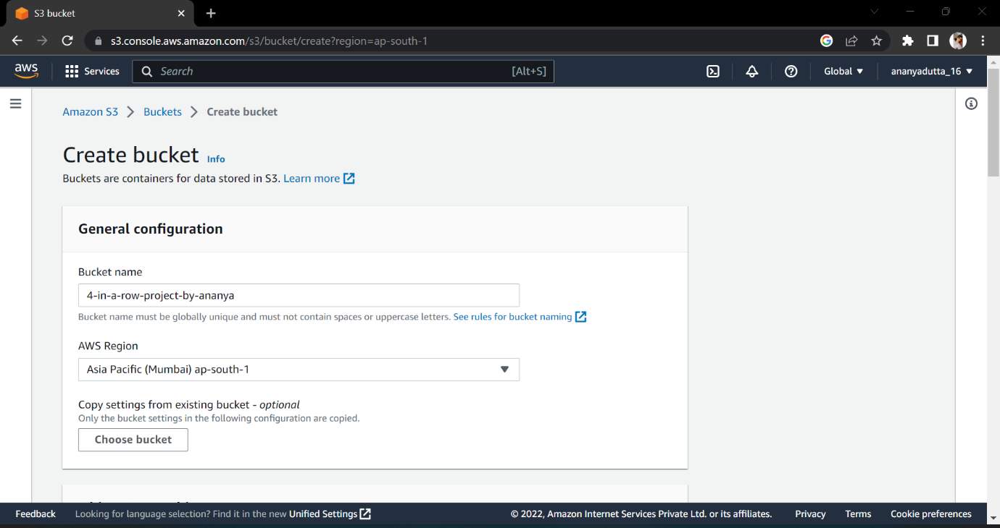 S3 bucket
s3.console.aws.amazon.com/s3/bucket/create?region=ap-south-1
aws Services Search [Alt+S] Global ananyadutta_16
Amazon S3 Buckets Create bucket
Create bucket Info
Buckets are containers for data stored in S3. Learn more
General configuration
Bucket name
4-in-a-row-project-by-ananya
Bucket name must be globally unique and must not contain spaces or uppercase letters. See rules for bucket naming
AWS Region
Asia Pacific (Mumbai) ap-south-1
Copy settings from existing bucket - optional
Only the bucket settings in the following configuration are copied.
Choose bucket
Feedback Looking for language selection? Find it in the new Unified Settings © 2022, Amazon Internet Services Private Ltd. or its affiliates. Privacy Terms Cookie preferences